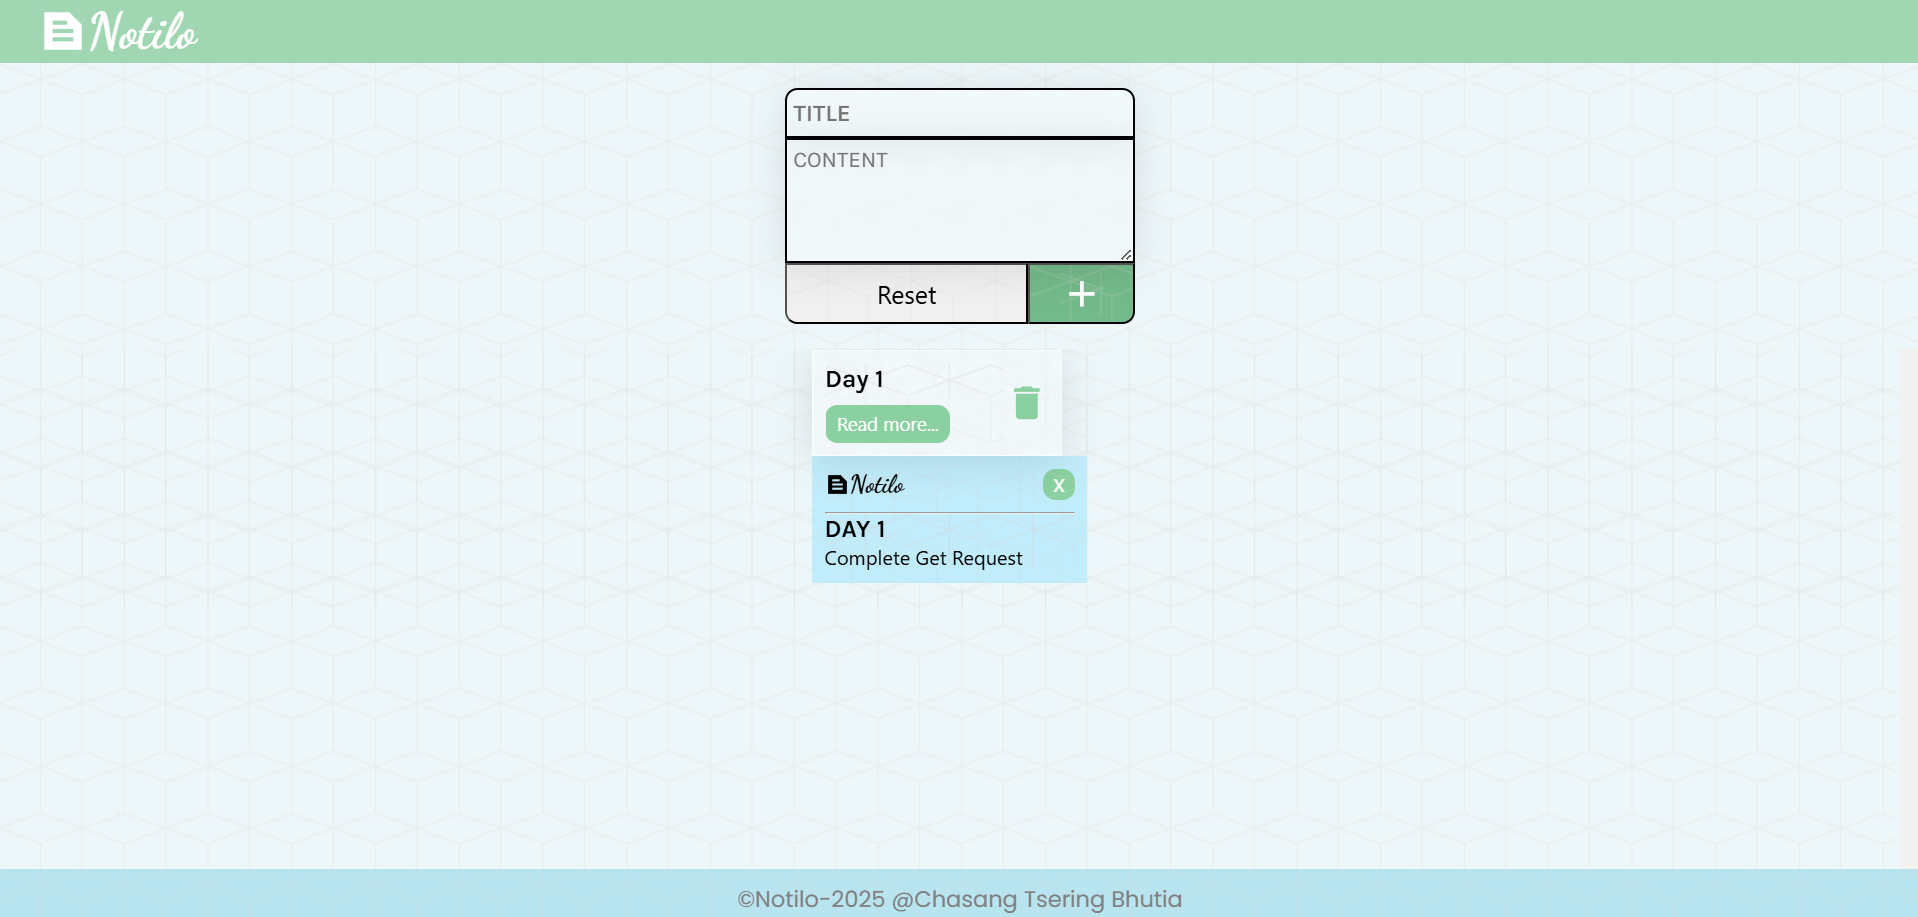 Notilo
TITLE
CONTENT
Reset
+
Day 1
Read more...
Notilo
X
DAY 1
Complete Get Request
©Notilo-2025 @Chasang Tsering Bhutia